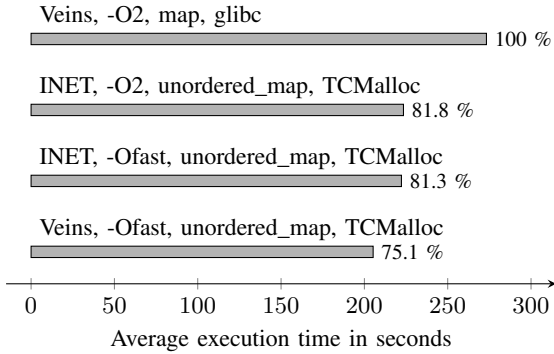 Veins, -O2, map, glibc
100 %
INET, -O2, unordered_map, TCMalloc
81.8 %
INET, -Ofast, unordered_map, TCMalloc
81.3 %
Veins, -Ofast, unordered_map, TCMalloc
75.1 %
0 50 100 150 200 250 300
Average execution time in seconds